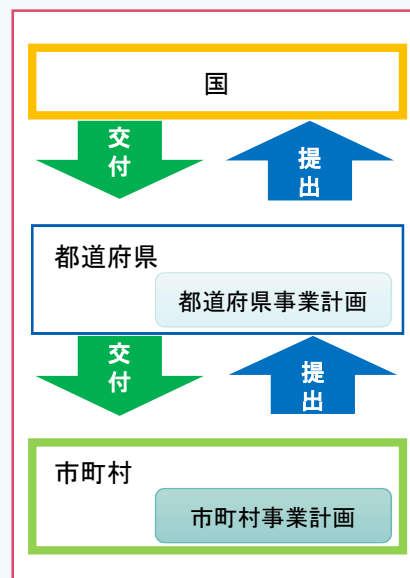 国
交付
提出
都道府県
都道府県事業計画
交付
提出
市町村
市町村事業計画